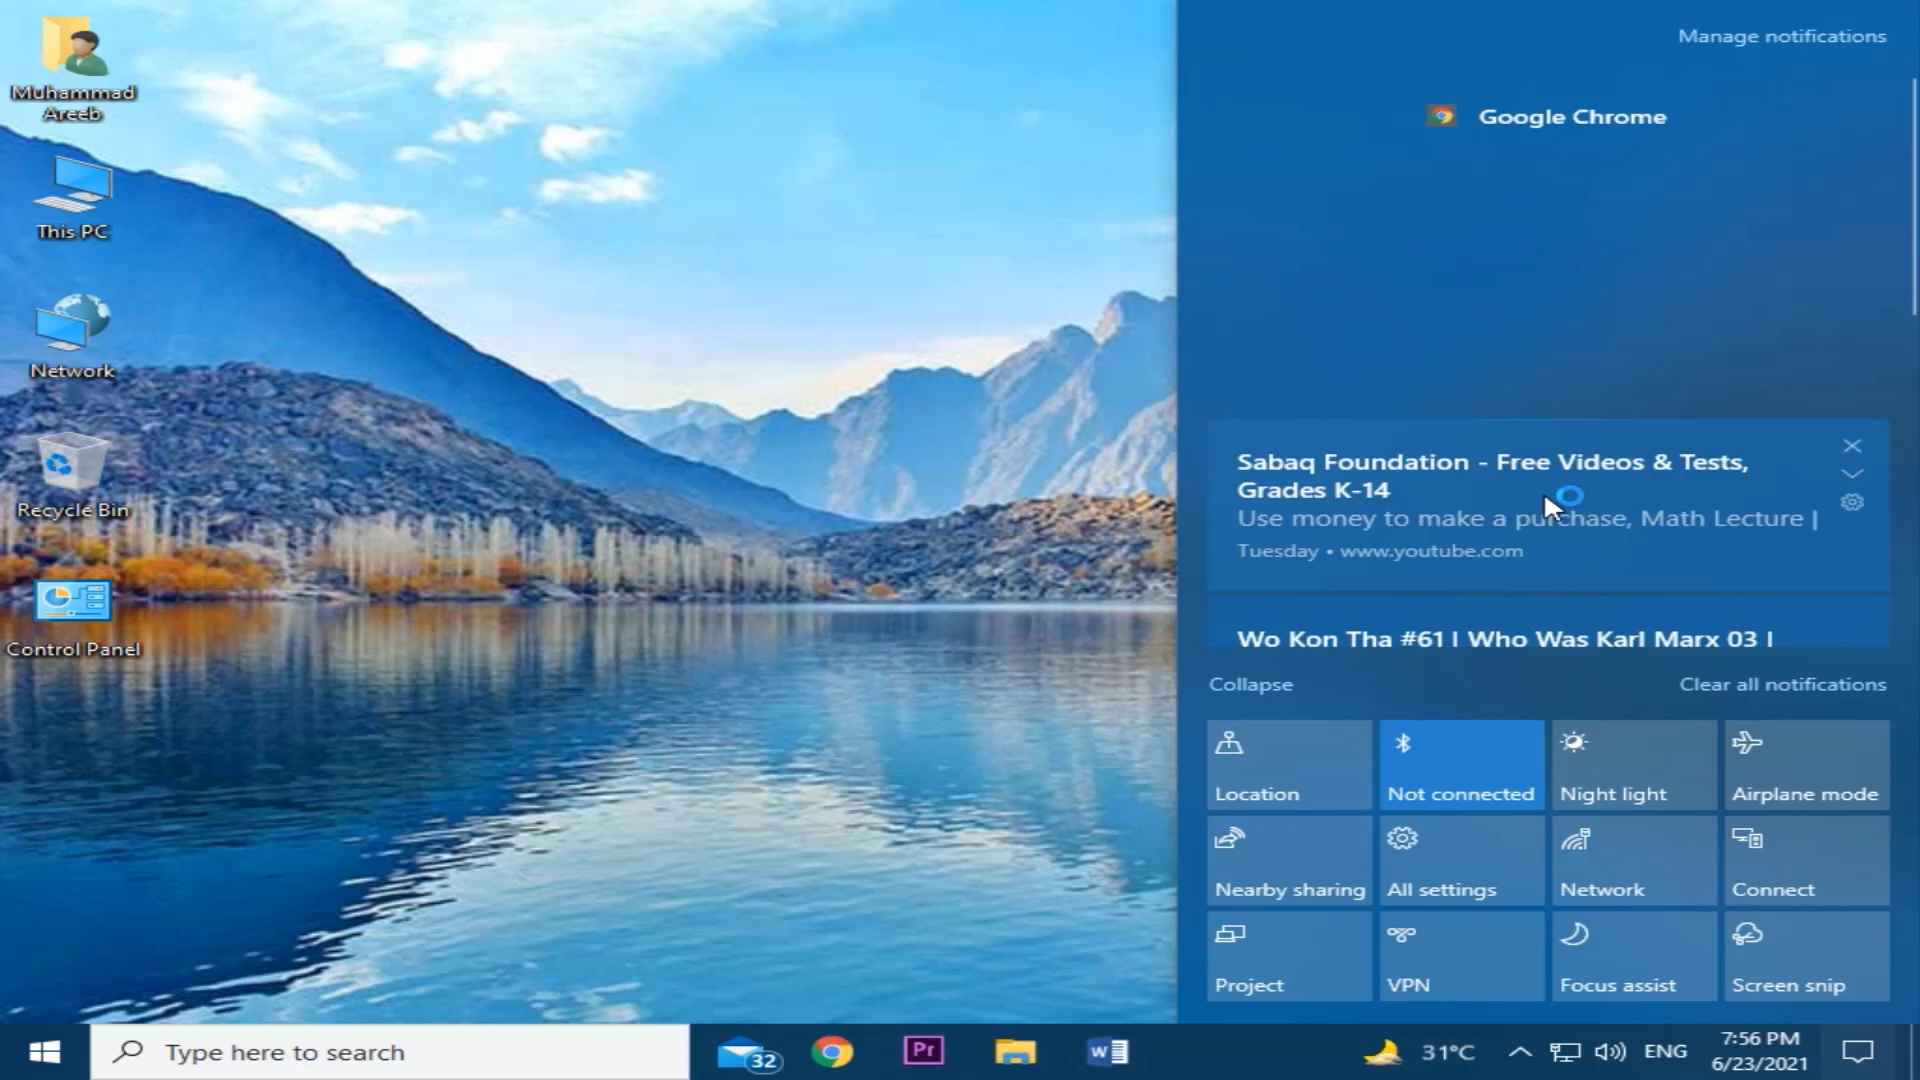 Muhammad
Areeb
This PC
Network
Recycle Bin
Control Panel
Manage notifications
Google Chrome
Sabaq Foundation - Free Videos & Tests,
Grades K-14
Use money to make a purchase, Math Lecture |
Tuesday • www.youtube.com
Wo Kon Tha #61 | Who Was Karl Marx 03 |
Collapse
Clear all notifications
Location
Not connected
Night light
Airplane mode
Nearby sharing
All settings
Network
Connect
Project
VPN
Focus assist
Screen snip
Type here to search
32
Pr
W
31°C
ENG
7:56 PM
6/23/2021